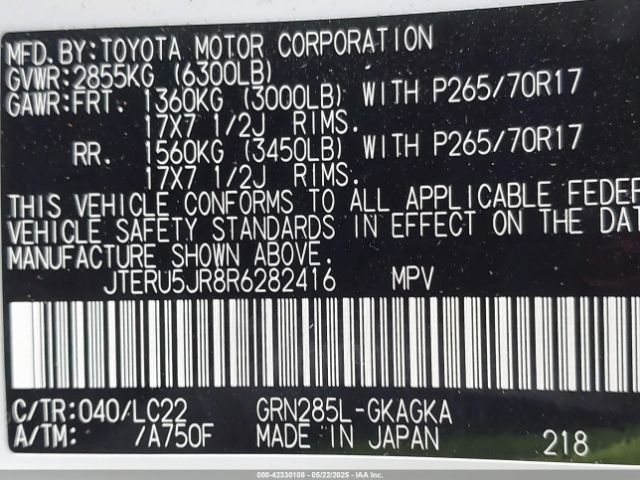 MFD.BY:TOYOTA MOTOR CORPORATION
GVWR:2855KG (6300LB)
GAWR:FRT. 1360KG (3000LB) WITH P265/70R17
17X7 1/2J RIMS.
RR. 1560KG (3450LB) WITH P265/70R17
17X7 1/2J RIMS.
THIS VEHICLE CONFORMS TO ALL APPLICABLE FEDER
VEHICLE SAFETY STANDARDS IN EFFECT ON THE DAT
MANUFACTURE SHOWN ABOVE.
JTERU5JR8R6282416 MPV
C/TR:040/LC22 GRN285L-GKAGKA
A/TM: /A750F MADE IN JAPAN 218
000-42330108 - 05/22/2025 - IAAI.COM